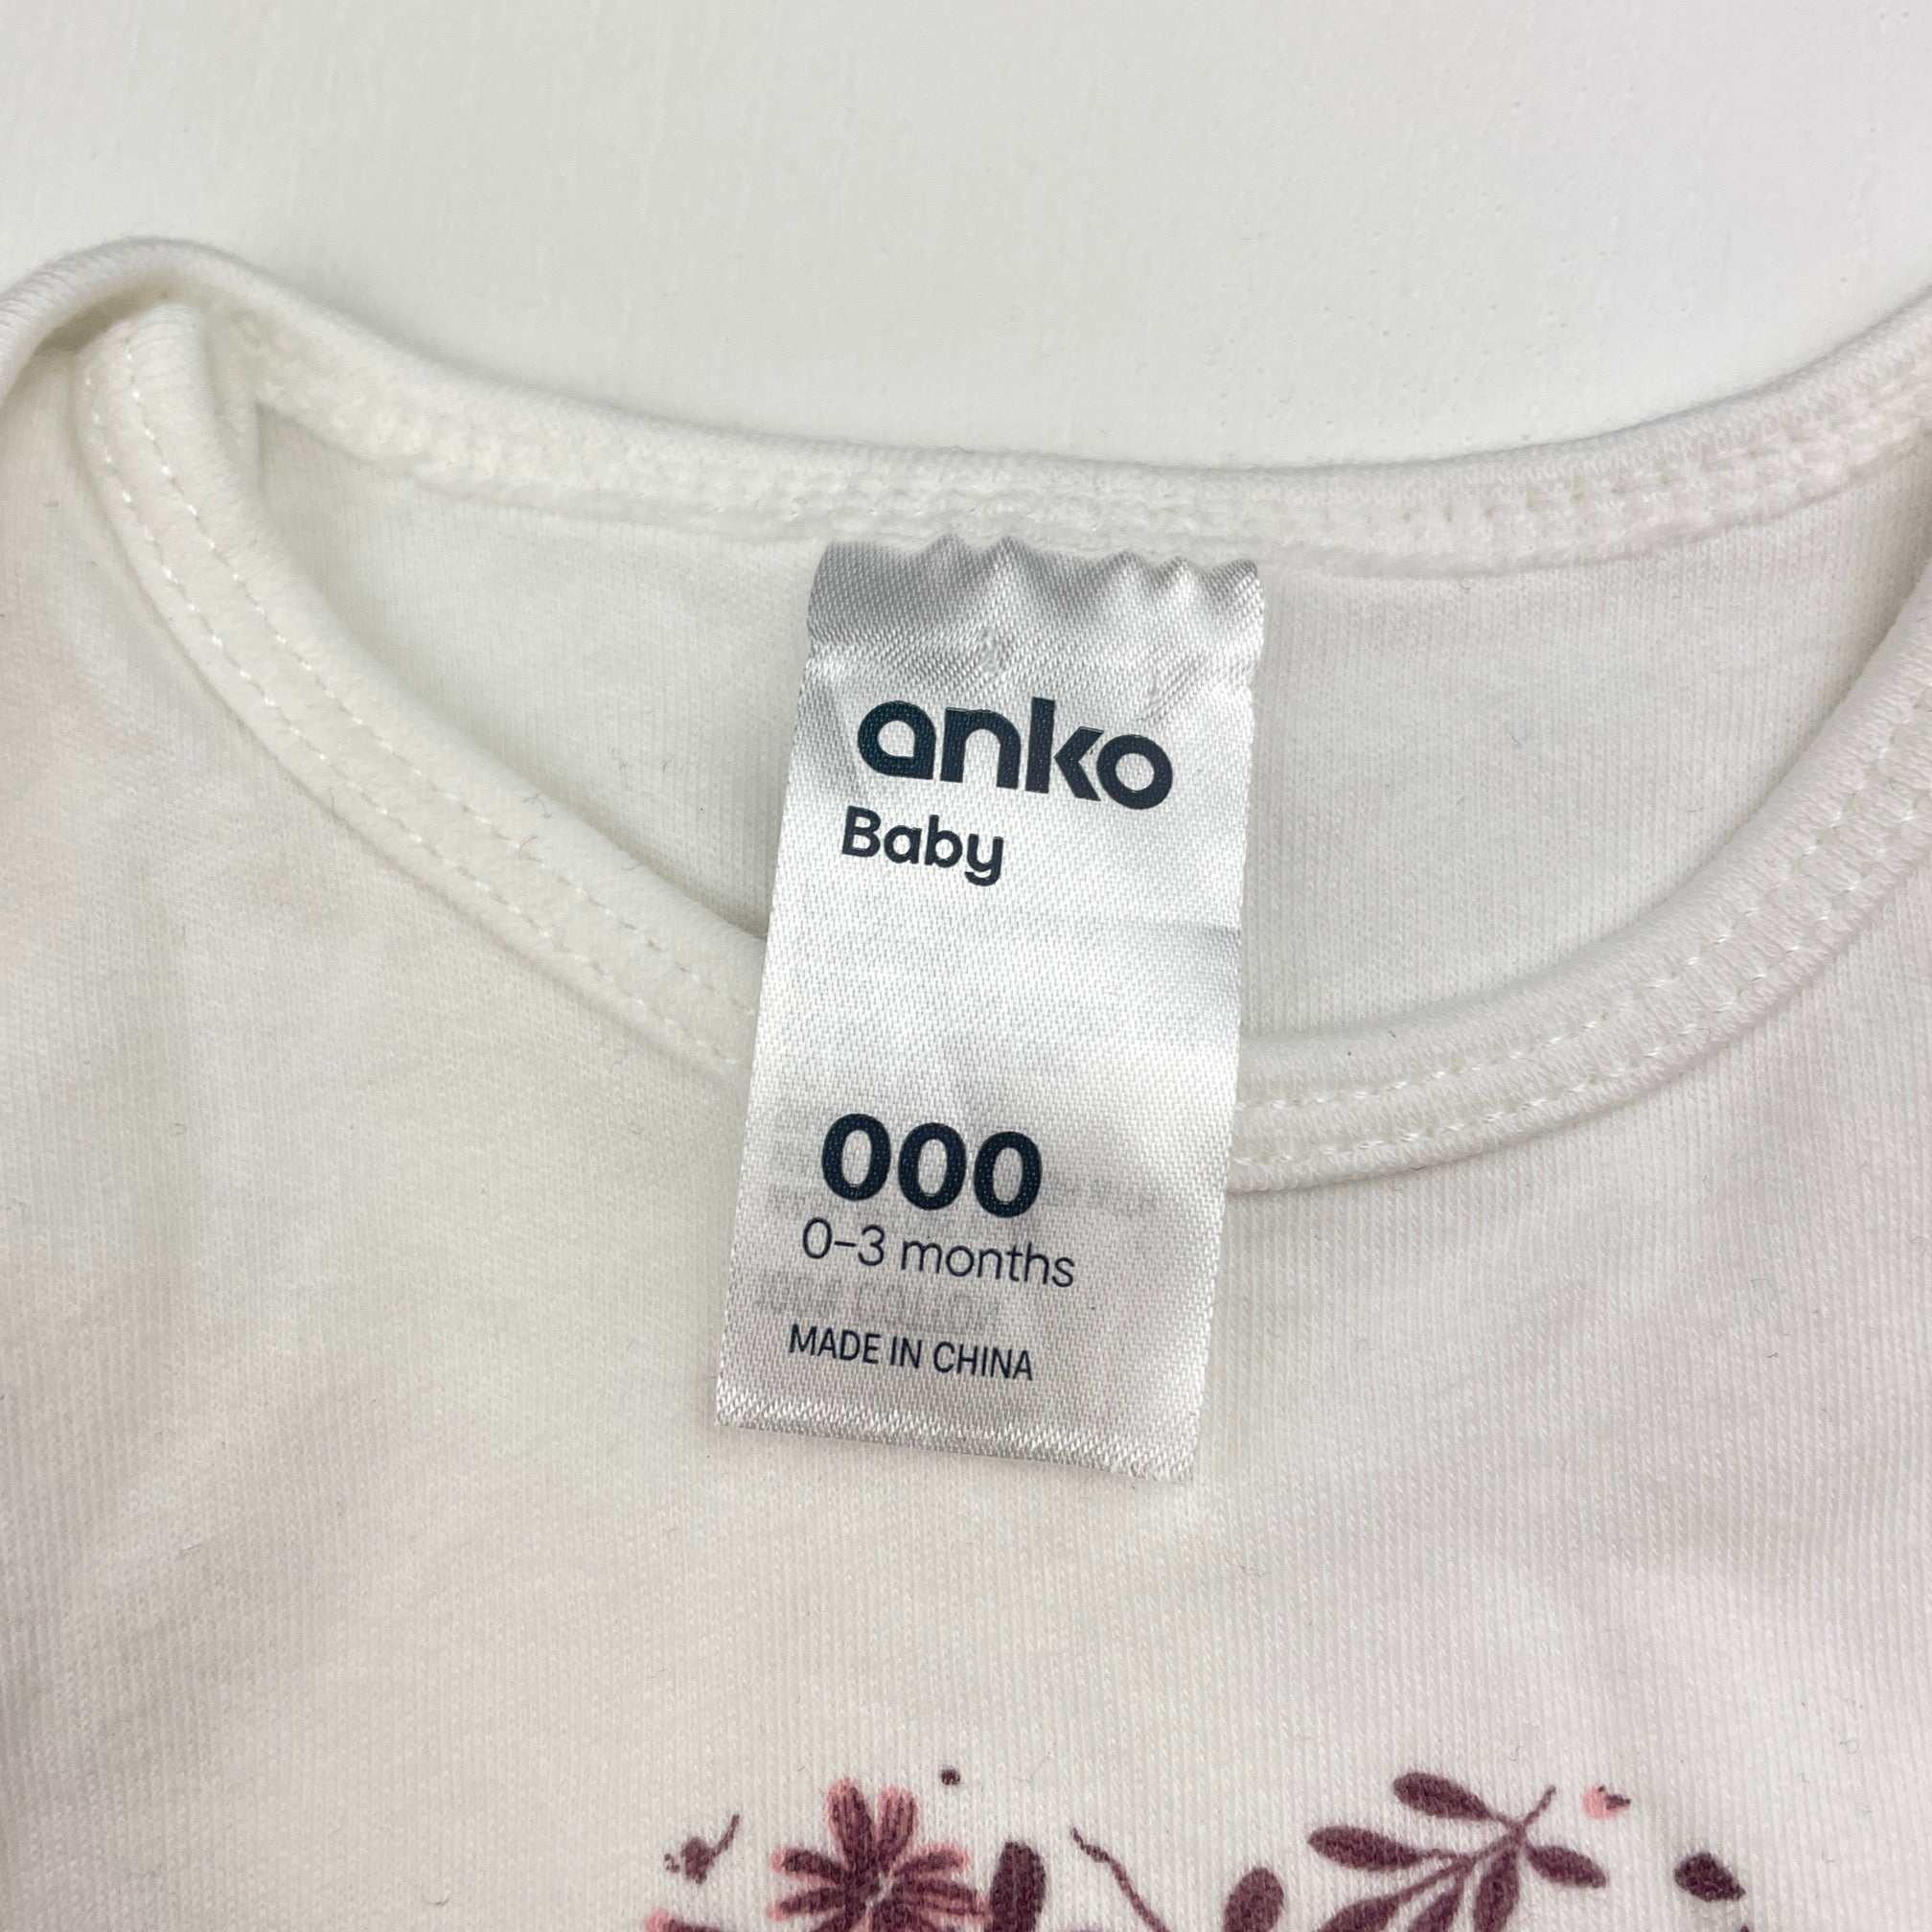 anko
Baby
000
0–3 months
MADE IN CHINA